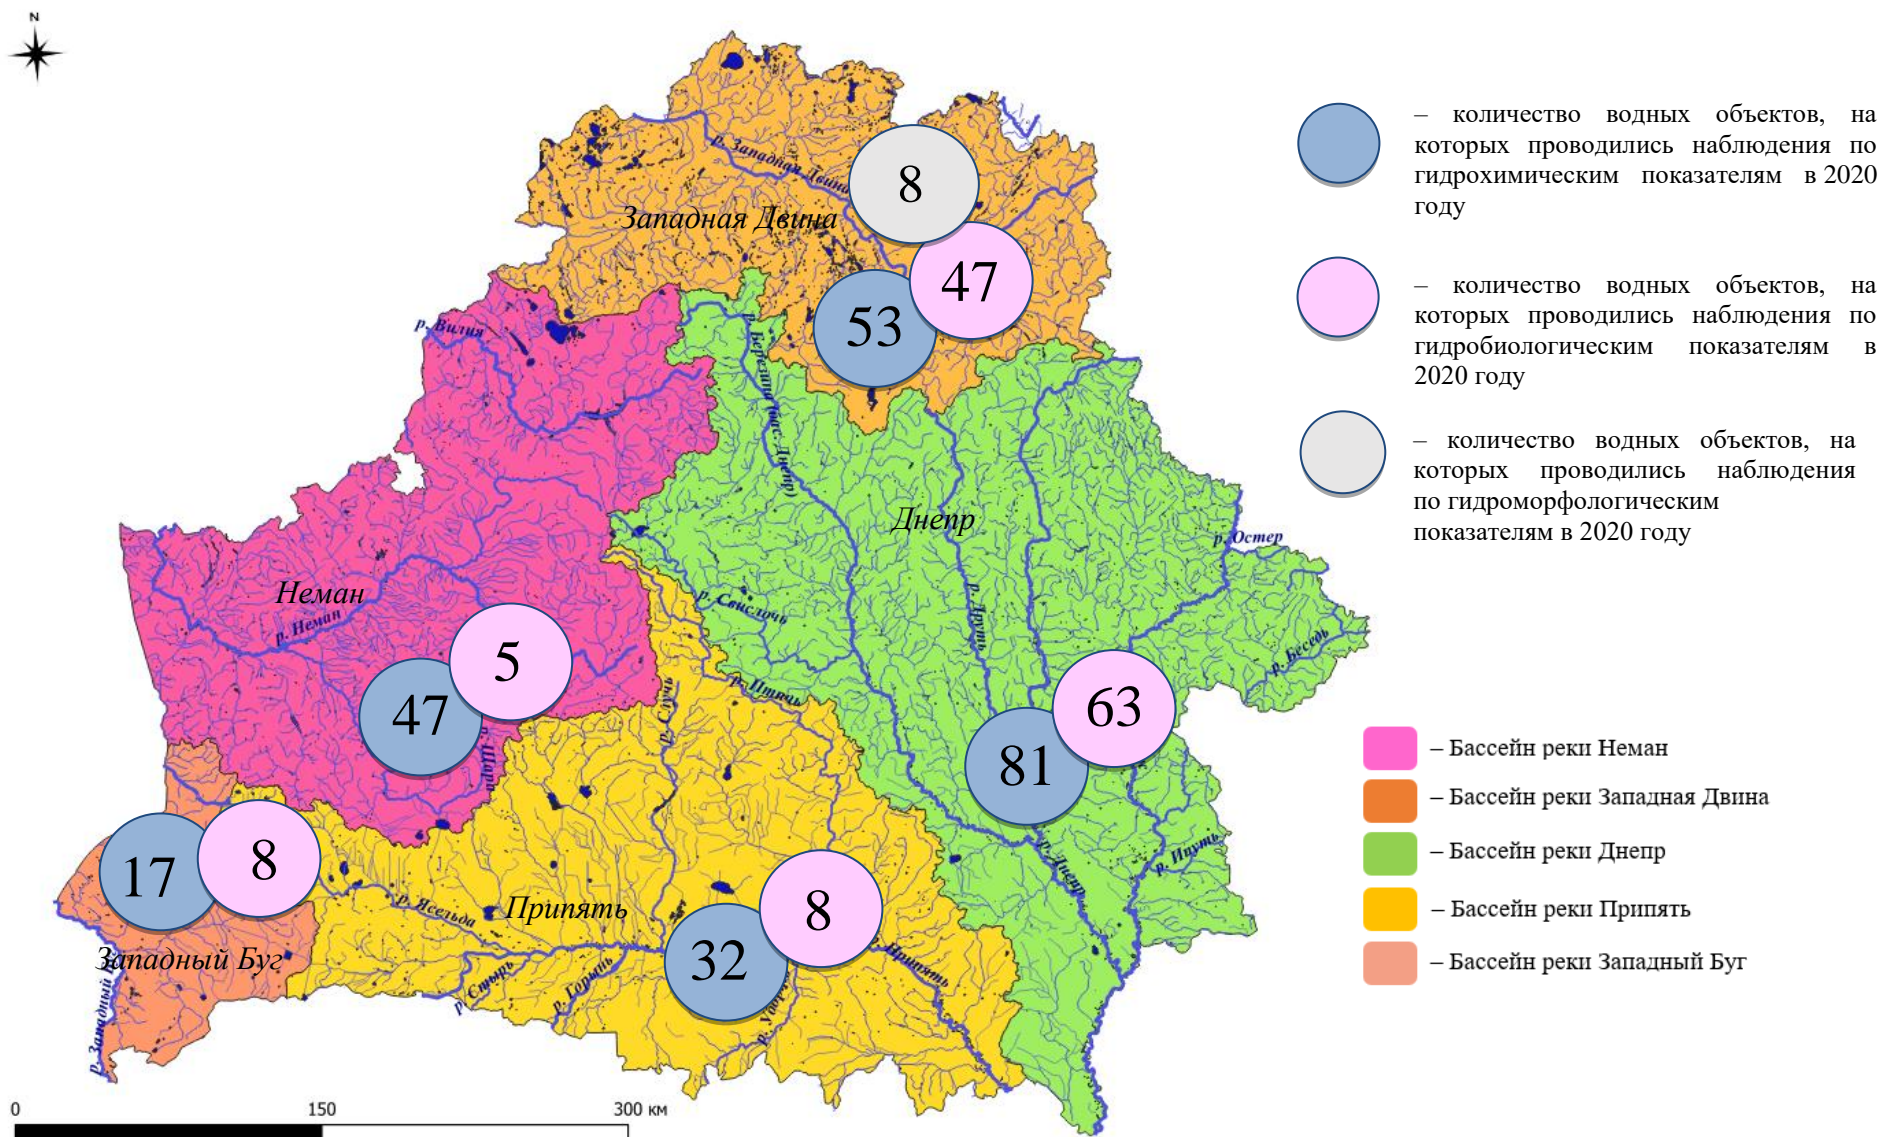 N
– количество водных объектов, на
которых проводились наблюдения по
гидрохимическим показателям в 2020
году
– количество водных объектов, на
которых проводились наблюдения по
гидробиологическим показателям в
2020 году
– количество водных объектов, на
которых проводились наблюдения
по гидроморфологическим
показателям в 2020 году
р. Западная Двина
8
Западная Двина
47
53
р. Вилия
р. Березина (бас. Днепр)
Днепр
р. Остер
Неман
р. Неман
р. Свислочь
р. Друть
р. Беседь
5
47
р. Щара
р. Случь
р. Птичь
63
81
– Бассейн реки Неман
– Бассейн реки Западная Двина
– Бассейн реки Днепр
– Бассейн реки Припять
– Бассейн реки Западный Буг
17
8
р. Днепр
р. Ипуть
р. Ясельда
Припять
8
32
р. Припять
Западный Буг
р. Западный
р. Стырь
р. Горынь
0 150 300 км